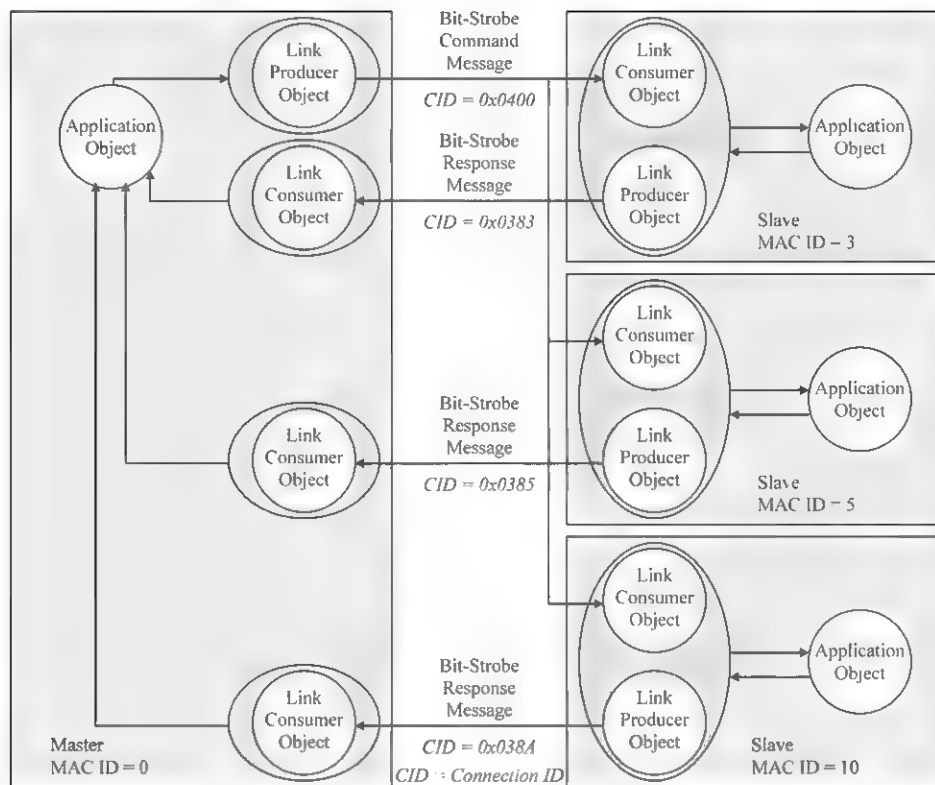 Bit-Strobe
Command
Message
CID = 0x0400
Link
Producer
Object
Application
Object
Link
Consumer
Object
Bit-Strobe
Response
Message
CID = 0x0383
Link
Consumer
Object
Link
Producer
Object
Application
Object
Slave
MAC ID = 3
Link
Consumer
Object
Bit-Strobe
Response
Message
CID = 0x0385
Link
Consumer
Object
Link
Producer
Object
Application
Object
Slave
MAC ID = 5
Link
Consumer
Object
Bit-Strobe
Response
Message
CID = 0x038A
Link
Consumer
Object
Link
Producer
Object
Application
Object
Slave
MAC ID = 10
Master
MAC ID = 0
CID = Connection ID